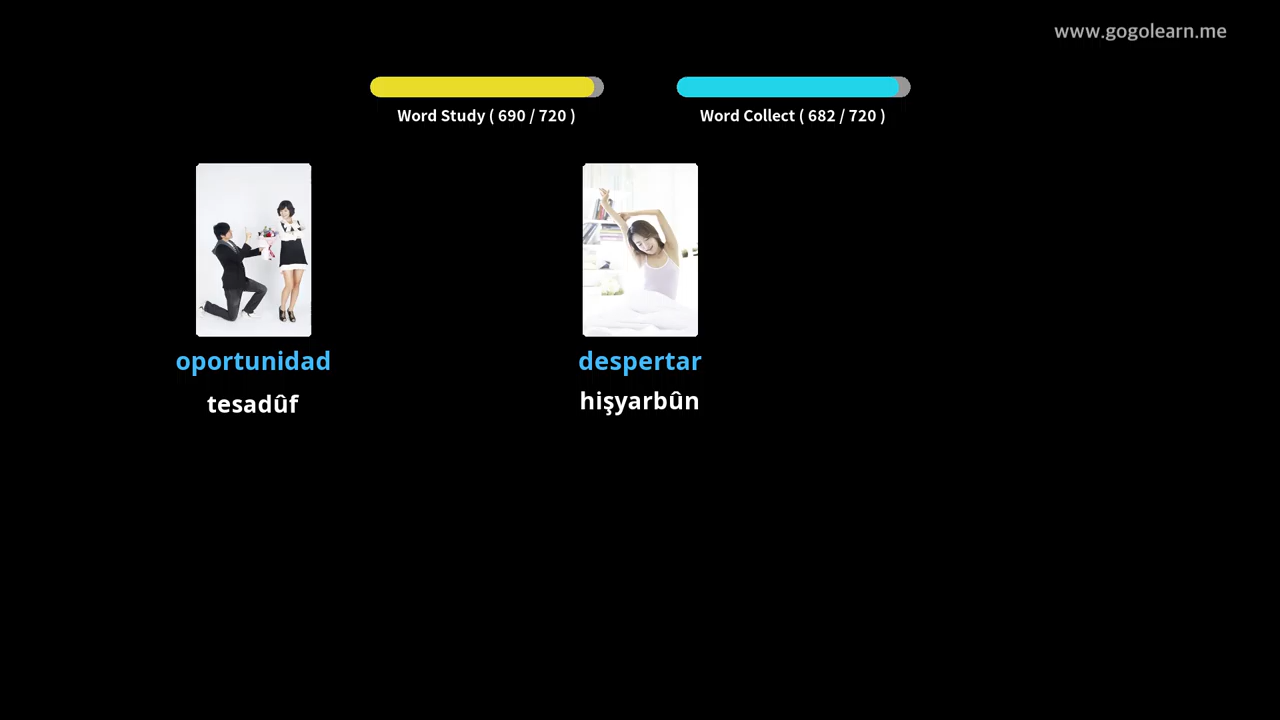 www.gogolearn.me
Word Study ( 690 / 720 )
Word Collect ( 682 / 720 )
oportunidad
tesadûf
despertar
hişyarbûn